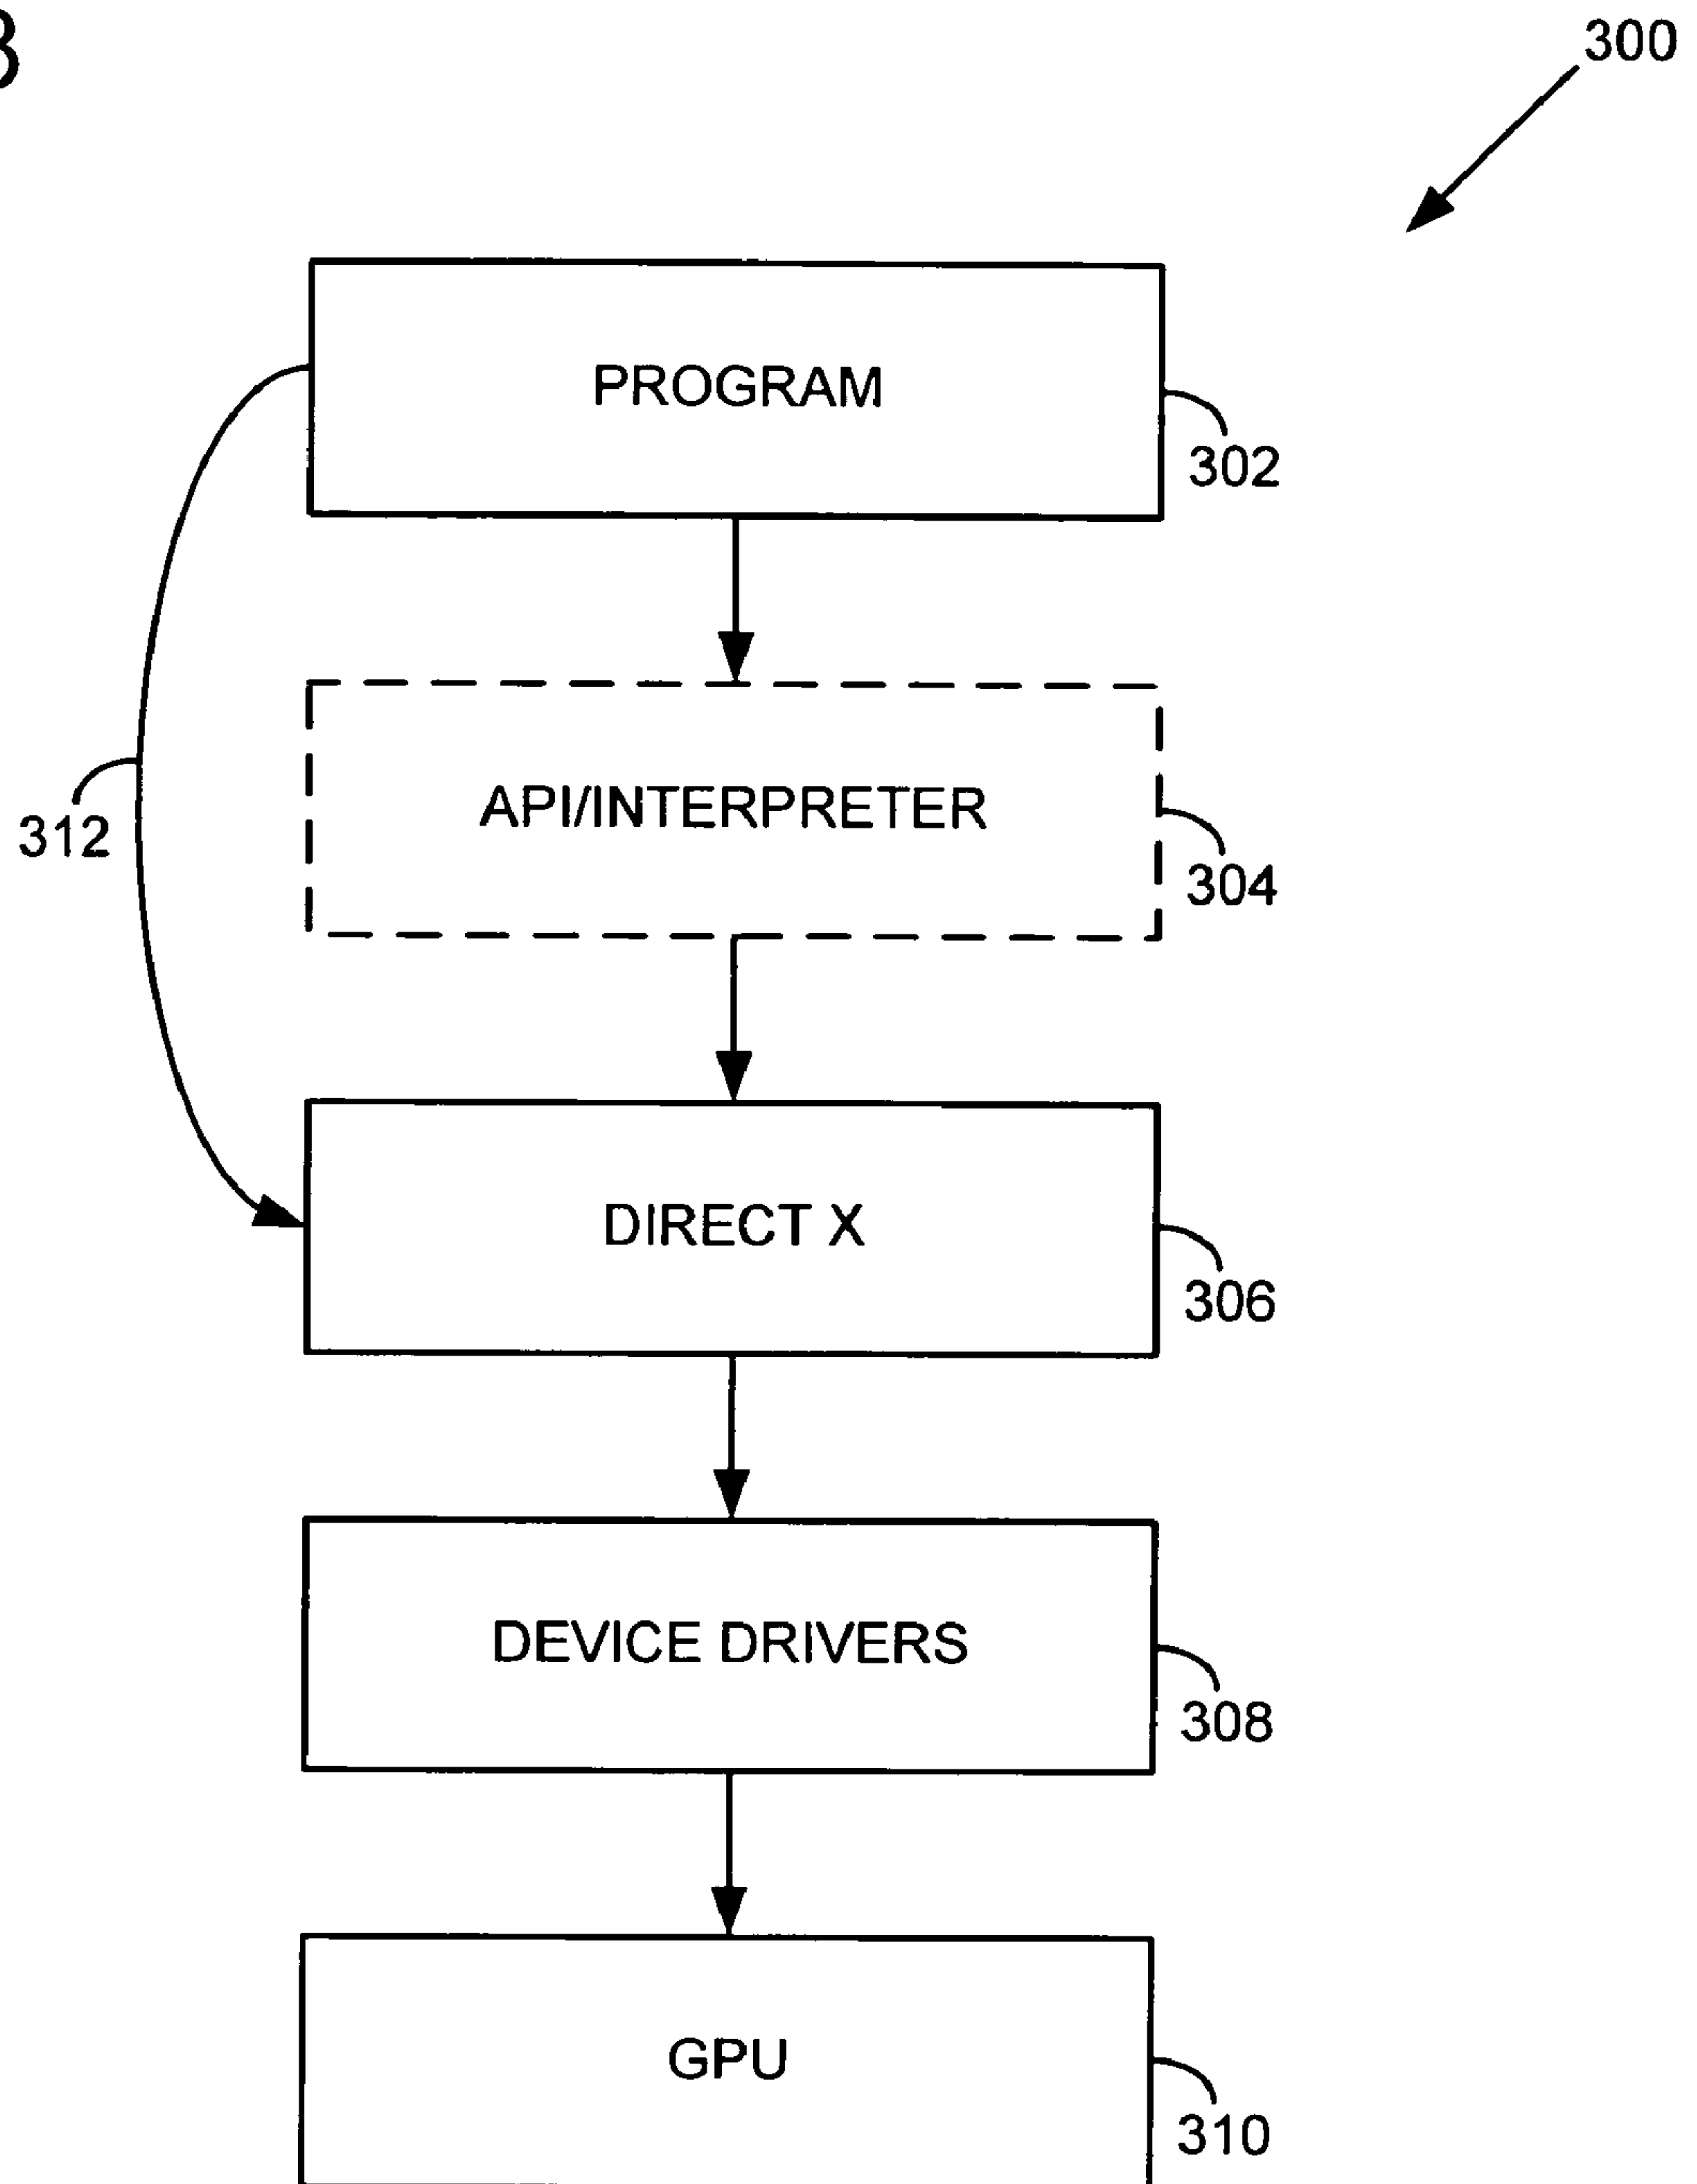 300
PROGRAM
302
API/INTERPRETER
312
304
DIRECT X
306
DEVICE DRIVERS
308
GPU
310